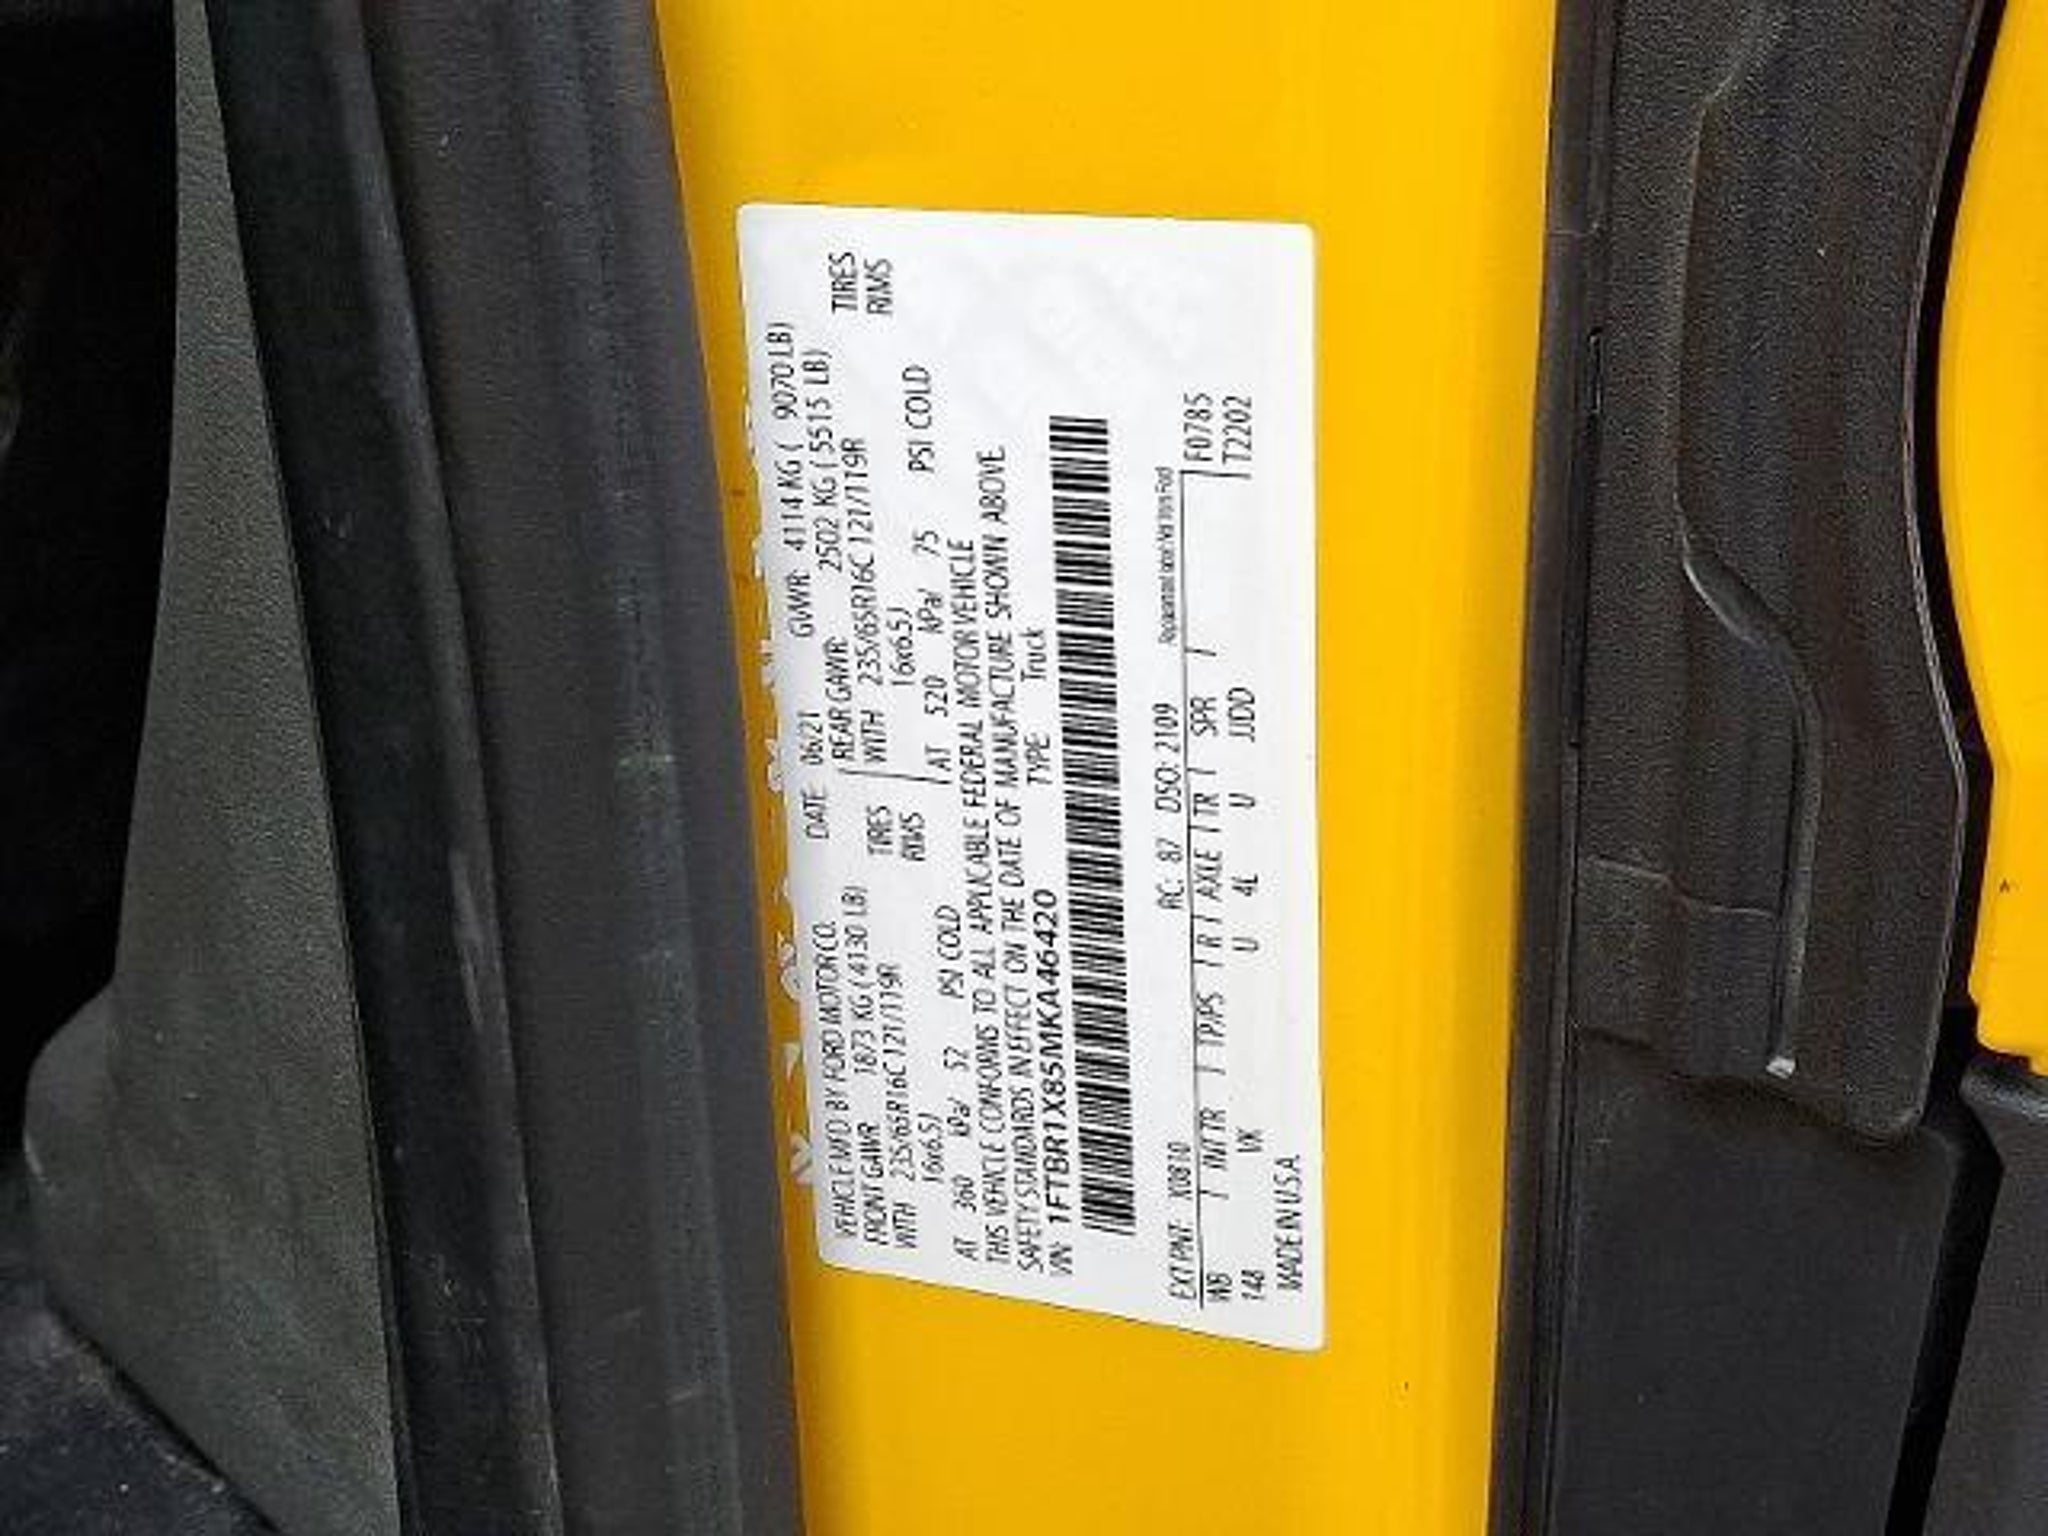 VEHICLE MFD BY FORD MOTOR CO.
DATE 06/21 GVWR: 4114 KG ( 9070 LB)
FRONT GAWR 1873 KG ( 4130 LB)
REAR GAWR: 2502 KG ( 5515 LB)
WITH 235/65R16C 121/119R TIRES
WITH 235/65R16C 121/119R TIRES
16x6.5J RIMS
16x6.5J RIMS
AT 360 kPa/ 52 PSI COLD
AT 520 kPa/ 75 PSI COLD
THIS VEHICLE CONFORMS TO ALL APPLICABLE FEDERAL MOTOR VEHICLE
SAFETY STANDARDS IN EFFECT ON THE DATE OF MANUFACTURE SHOWN ABOVE.
VIN: 1FTBR1X85MKA46420
TYPE Truck
EXT PNT: RC: 87 DSO: 2109
F0785
WB / INT TR / TP/PS / R / AXLE / TR / SPR /
T2202
148 VK U 4L U JJDD
MADE IN U.S.A.